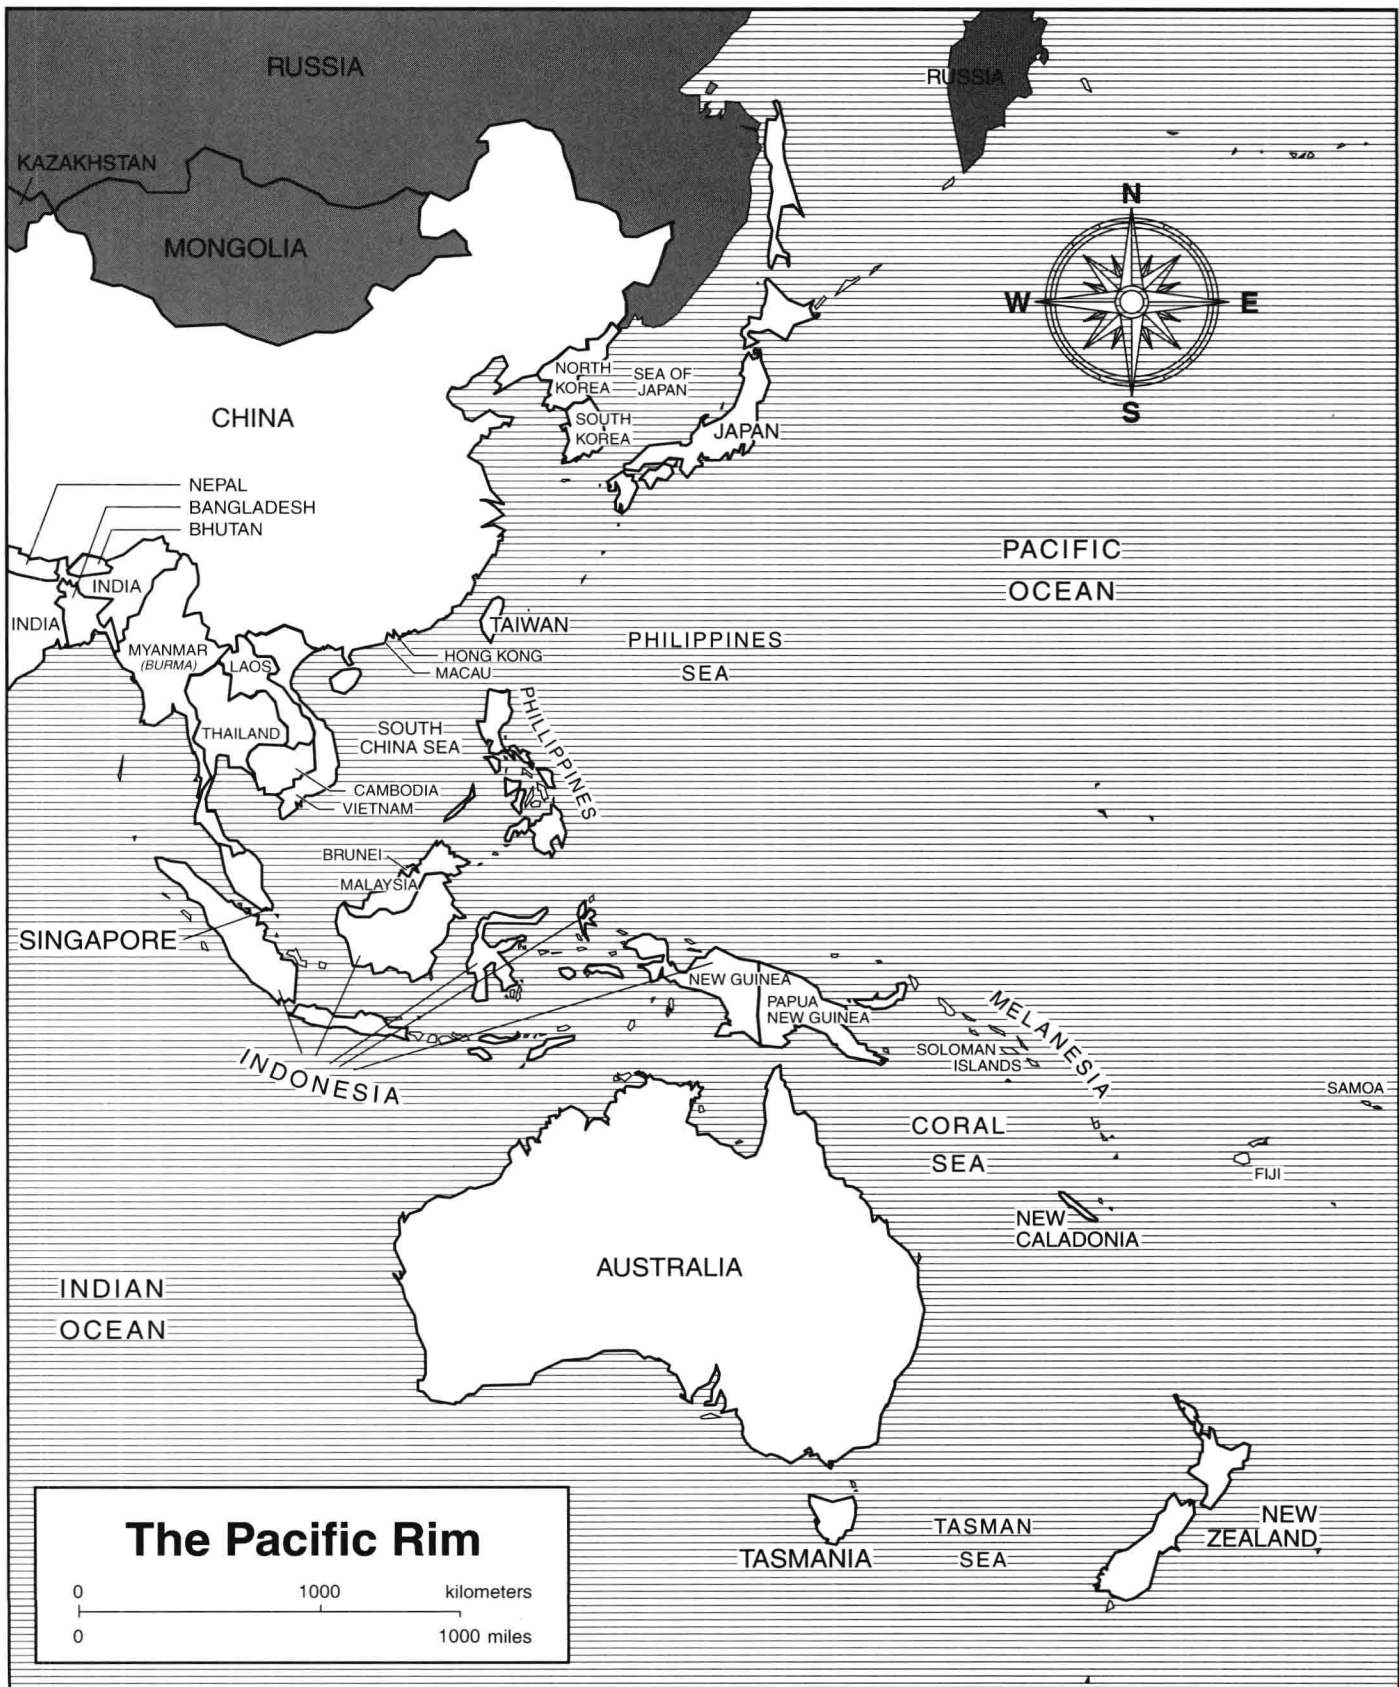 RUSSIA
RUSSIA
KAZAKHSTAN
MONGOLIA
N
W
E
S
NORTH
KOREA
SEA OF
JAPAN
CHINA
SOUTH
KOREA
JAPAN
NEPAL
BANGLADESH
BHUTAN
PACIFIC
OCEAN
INDIA
INDIA
TAIWAN
MYANMAR
(BURMA)
LAOS
HONG KONG
MACAU
PHILIPPINES
SEA
THAILAND
SOUTH
CHINA SEA
PHILLIPPINES
CAMBODIA
VIETNAM
BRUNEI
MALAYSIA
SINGAPORE
NEW GUINEA
PAPUA
NEW GUINEA
MELANESIA
SOLOMAN
ISLANDS
INDONESIA
SAMOA
CORAL
SEA
FIJI
NEW
CALADONIA
AUSTRALIA
INDIAN
OCEAN
NEW
ZEALAND
TASMAN
SEA
TASMANIA
The Pacific Rim
0 1000 kilometers
0 1000 miles